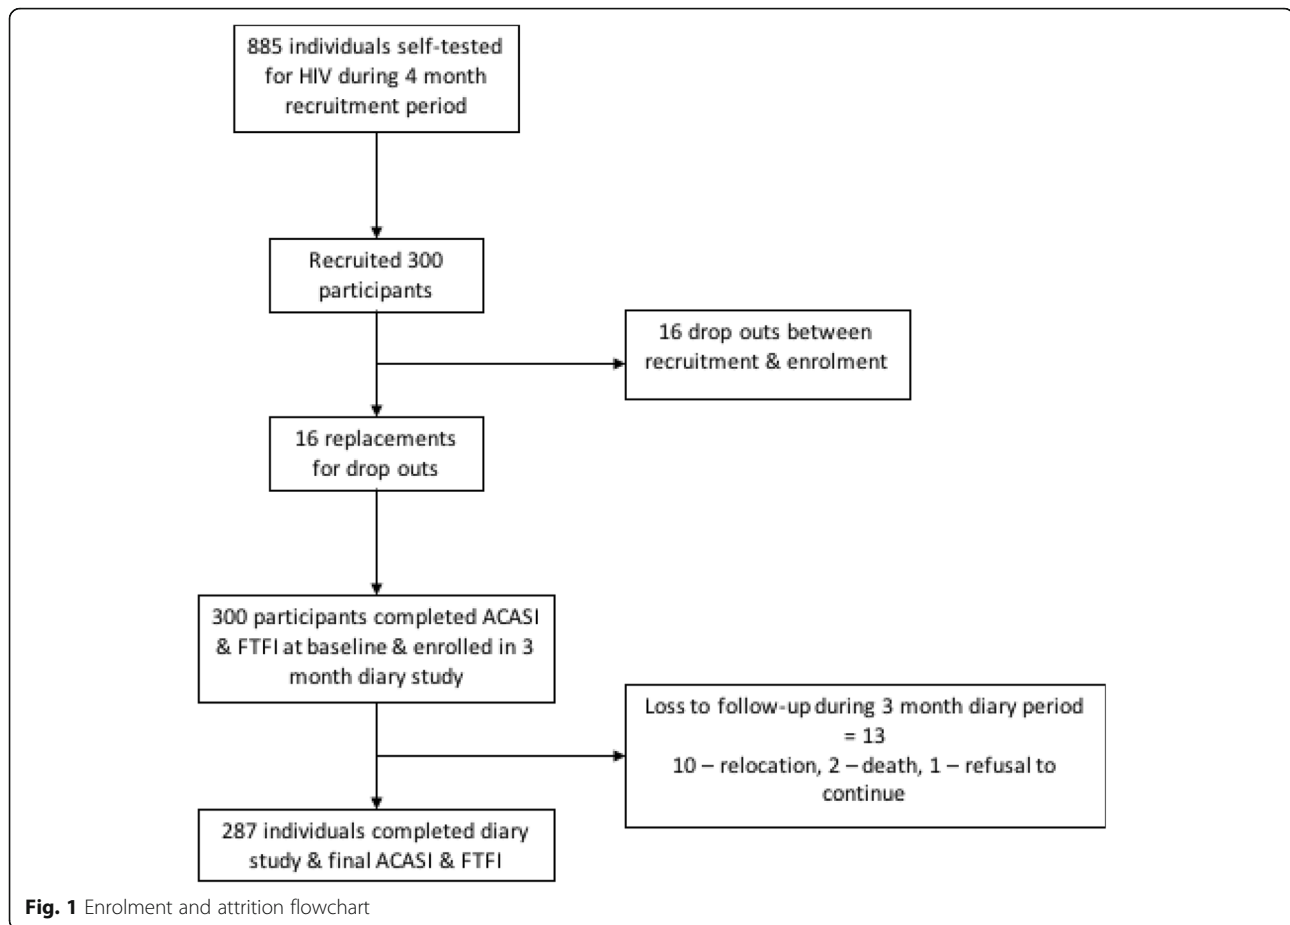 885 individuals self-tested
for HIV during 4 month
recruitment period
Recruited 300
participants
16 drop outs between
recruitment & enrolment
16 replacements
for drop outs
300 participants completed ACASI
& FTFI at baseline & enrolled in 3
month diary study
Loss to follow-up during 3 month diary period
= 13
10 – relocation, 2 – death, 1 – refusal to
continue
287 individuals completed diary
study & final ACASI & FTFI
Fig. 1 Enrolment and attrition flowchart